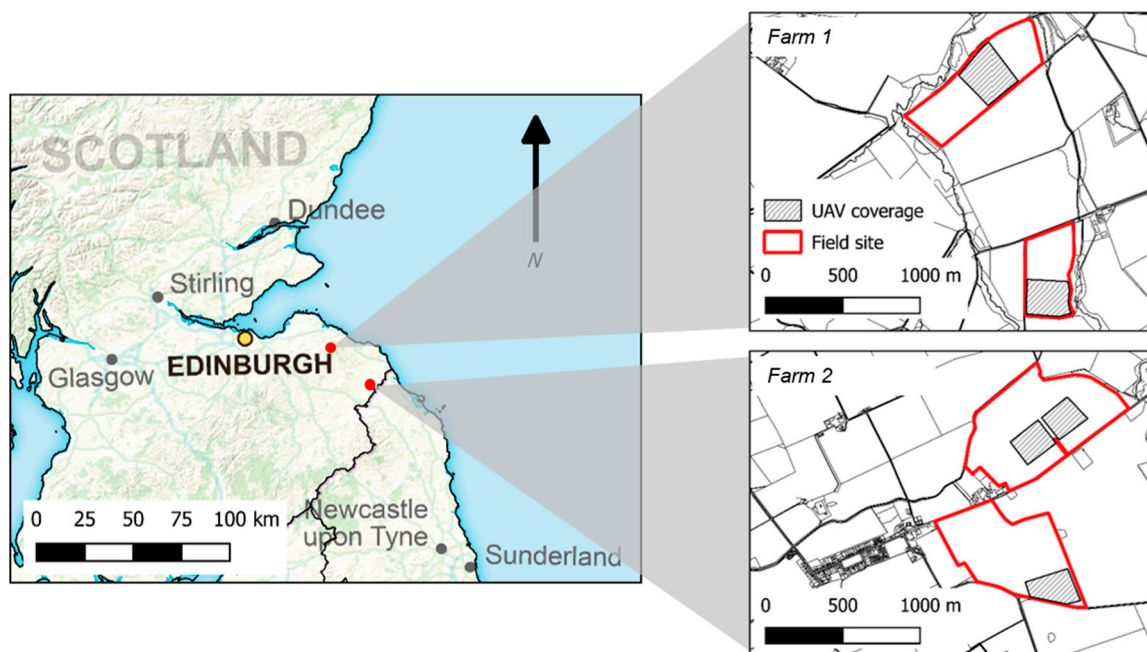 SCOTLAND
Dundee
N
Stirling
EDINBURGH
Glasgow
0 25 50 75 100 km
Newcastle
upon Tyne
Sunderland
Farm 1
UAV coverage
Field site
0 500 1000 m
Farm 2
0 500 1000 m